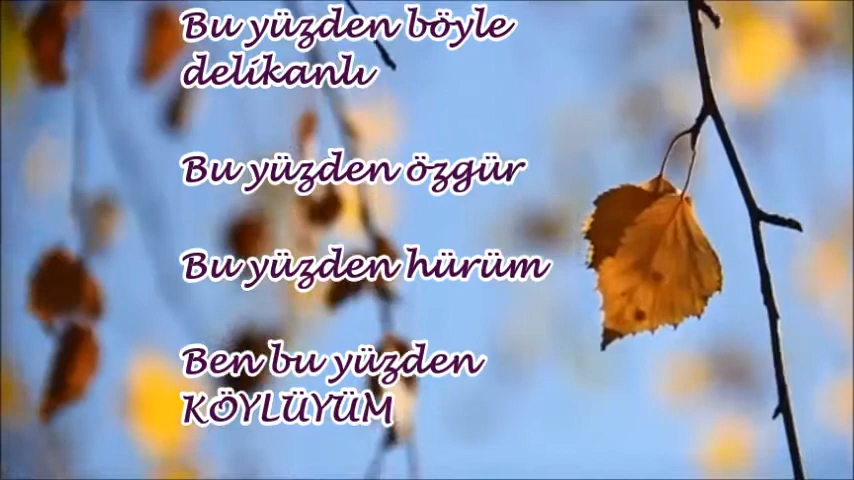 Bu yüzden böyle
delikanlı
Bu yüzden özgür
Bu yüzden hürüm
Ben bu yüzden
KÖYLÜYÜM